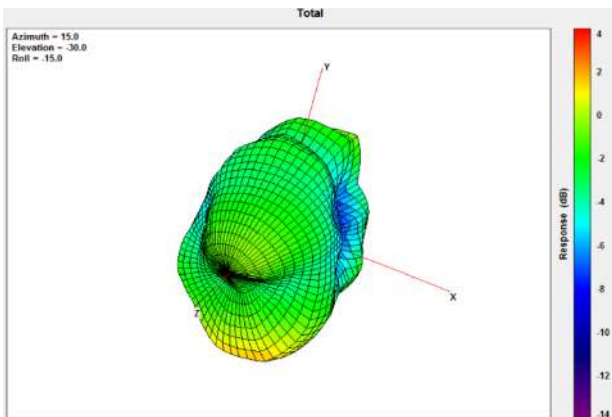 Total
Azimuth = 15.0
Elevation = -30.0
Roll = -15.0
Y
X
Z
4
2
0
-2
-4
-6
-8
-10
-12
-14
Response (dB)